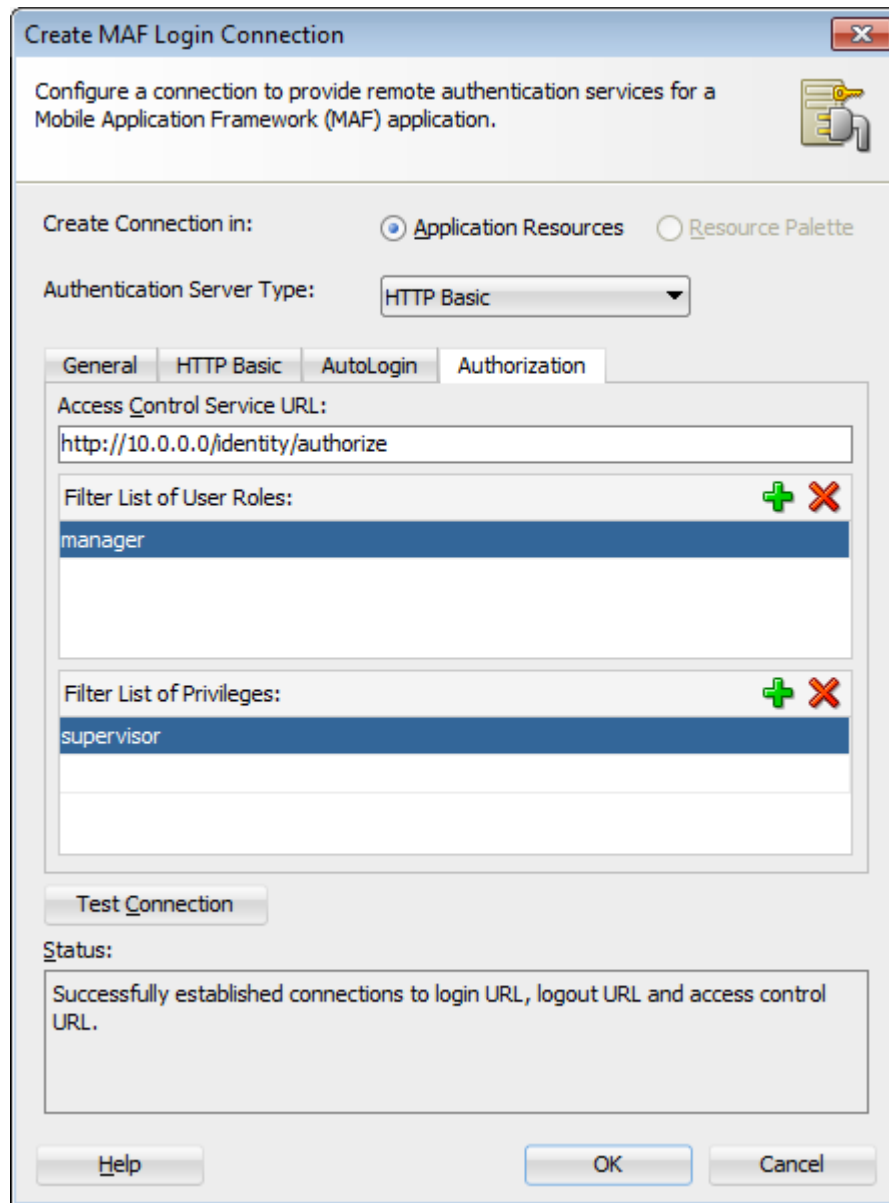 Create MAF Login Connection
Configure a connection to provide remote authentication services for a
Mobile Application Framework (MAF) application.
Create Connection in:
Application Resources
Resource Palette
Authentication Server Type:
HTTP Basic
General
HTTP Basic
AutoLogin
Authorization
Access Control Service URL:
http://10.0.0.0/identity/authorize
Filter List of User Roles:
manager
Filter List of Privileges:
supervisor
Test Connection
Status:
Successfully established connections to login URL, logout URL and access control
URL.
Help
OK
Cancel